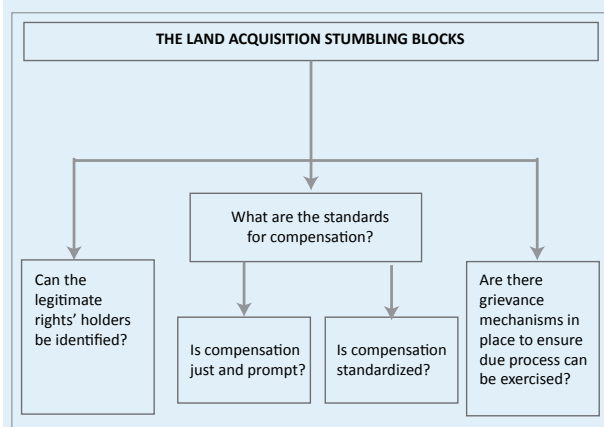 THE LAND ACQUISITION STUMBLING BLOCKS
What are the standards
for compensation?
Can the
legitimate
rights’ holders
be identified?
Is compensation
just and prompt?
Is compensation
standardized?
Are there
grievance
mechanisms in
place to ensure
due process can
be exercised?